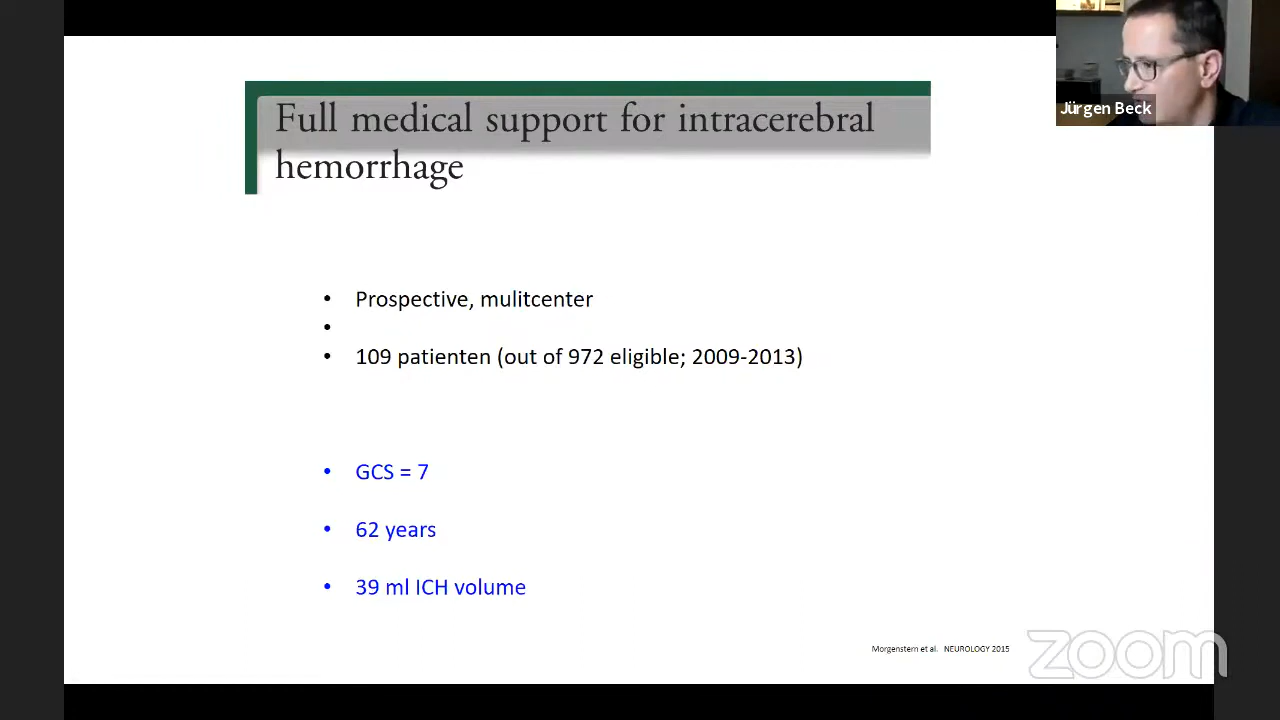 Full medical support for intracerebral
hemorrhage
Jürgen Beck
• Prospective, mulitcenter
•
• 109 patienten (out of 972 eligible; 2009-2013)
• GCS = 7
• 62 years
• 39 ml ICH volume
Morgenstern et al. NEUROLOGY 2015
zoom